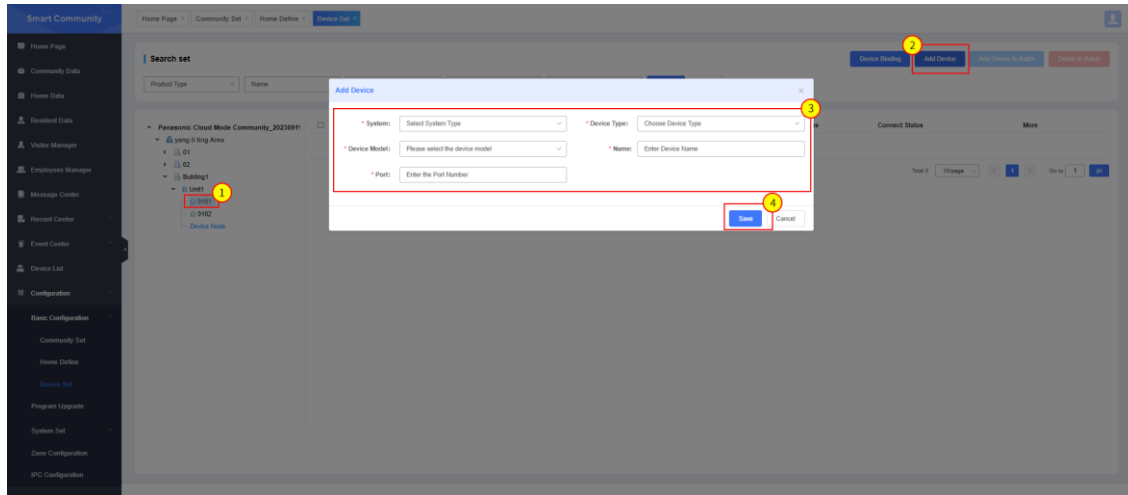 Smart Community
Home Page × Community Set × Home Define × Device Set ×
Home Page
Community Data
Home Data
Resident Data
Visitor Manager
Employees Manager
Message Center
Record Center
Event Center
Device List
Configuration
Basic Configuration
Community Set
Home Define
Device Set
Program Upgrade
System Set
Zone Configuration
IPC Configuration
Search set
2
Device Binding Add Device Add Device In Batch Delete In Batch
Product Type Name
Panasonic Cloud Mode Community_2023091
yang li ting Area
01
02
Building1
Unit1
1
0101
0102
Device Node
Connect Status More
Total 0 10/page 1 Go to 1
Add Device ×
3
* System: Select System Type * Device Type: Choose Device Type
* Device Model: Please select the device model * Name: Enter Device Name
* Port: Enter the Port Number
4
Save Cancel